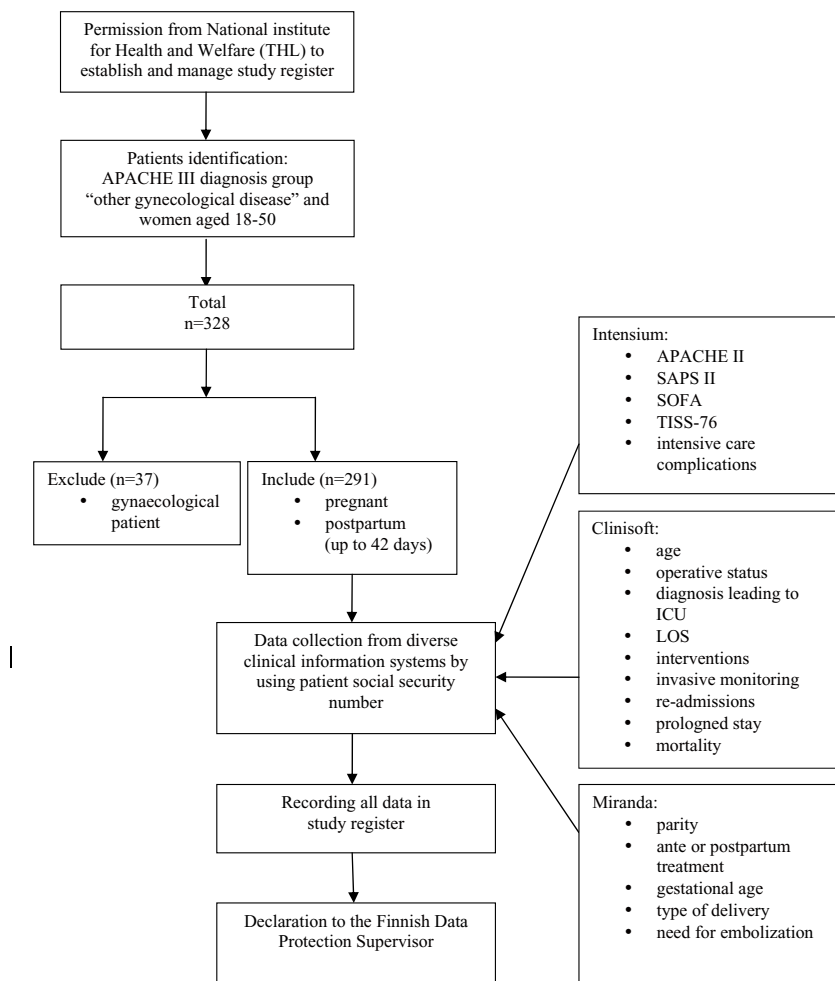 Permission from National institute
for Health and Welfare (THL) to
establish and manage study register
Patients identification:
APACHE III diagnosis group
“other gynecological disease” and
women aged 18-50
Total
n=328
Exclude (n=37)
• gynaecological
patient
Include (n=291)
• pregnant
• postpartum
(up to 42 days)
Intensium:
• APACHE II
• SAPS II
• SOFA
• TISS-76
• intensive care
complications
Clinisoft:
• age
• operative status
• diagnosis leading to
ICU
• LOS
• interventions
• invasive monitoring
• re-admissions
• prologned stay
• mortality
Data collection from diverse
clinical information systems by
using patient social security
number
Recording all data in
study register
Miranda:
• parity
• ante or postpartum
treatment
• gestational age
• type of delivery
• need for embolization
Declaration to the Finnish Data
Protection Supervisor